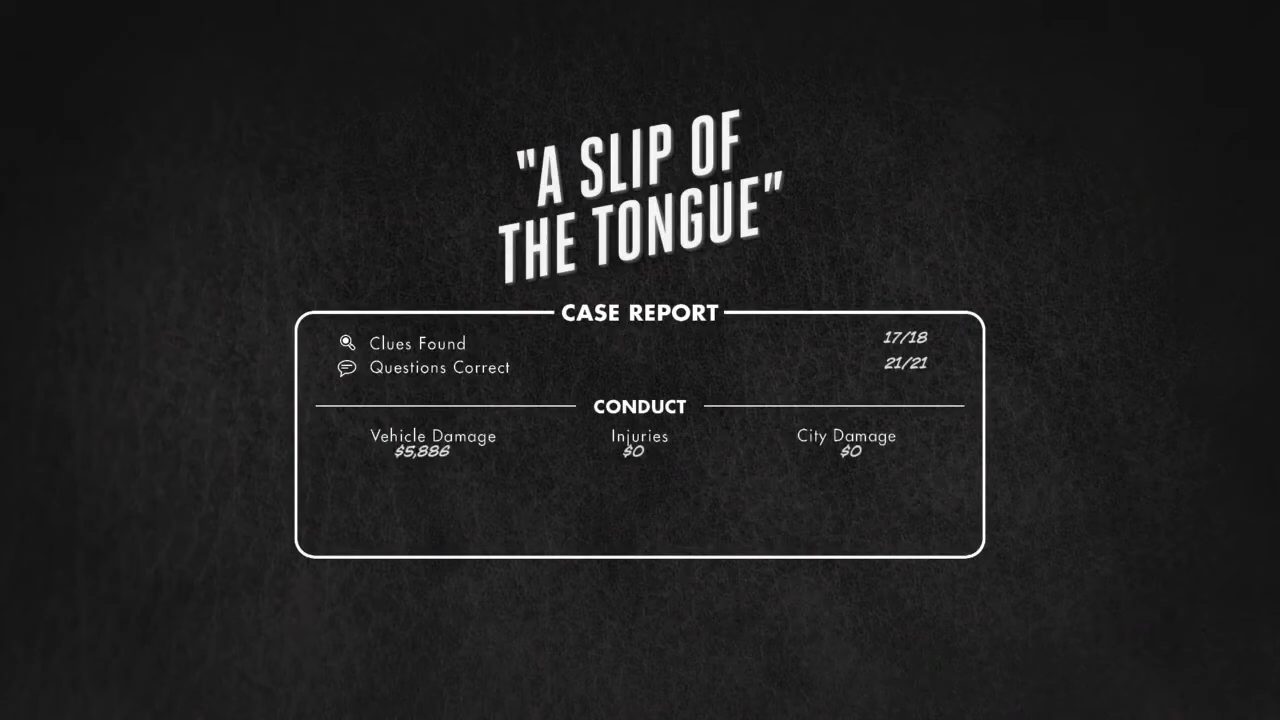 "A SLIP OF
THE TONGUE"
CASE REPORT
Clues Found 17/18
Questions Correct 21/21
CONDUCT
Vehicle Damage Injuries City Damage
$5,886 $0 $0